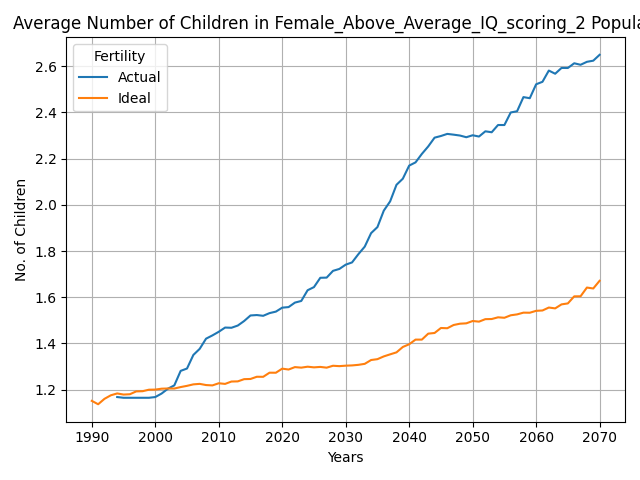 Average Number of Children in Female_Above_Average_IQ_scoring_2 Popula
Fertility
Actual
Ideal
No. of Children
2.6
2.4
2.2
2.0
1.8
1.6
1.4
1.2
1990 2000 2010 2020 2030 2040 2050 2060 2070
Years